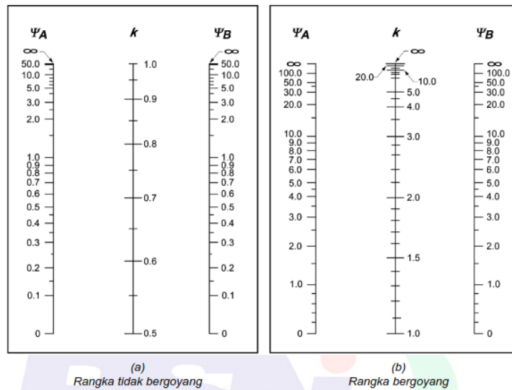 ΨA k ΨB
∞ ∞
50.0 1.0 50.0
10.0 10.0
5.0 0.9 5.0
3.0 3.0
2.0 0.8 2.0
1.0 1.0
0.9 0.9
0.8 0.8
0.7 0.7 0.7
0.6 0.6
0.5 0.5
0.4 0.4
0.3 0.3
0.6
0.2 0.2
0.1 0.1
0 0.5 0
(a)
Rangka tidak bergoyang
ΨA k ΨB
∞ ∞ ∞
100.0 20.0 10.0 100.0
50.0 50.0
30.0 5.0 30.0
20.0 4.0 20.0
10.0 3.0 10.0
9.0 9.0
8.0 8.0
7.0 7.0
6.0 6.0
5.0 5.0
4.0 2.0 4.0
3.0 3.0
2.0 2.0
1.5
1.0 1.0
0 1.0 0
(b)
Rangka bergoyang